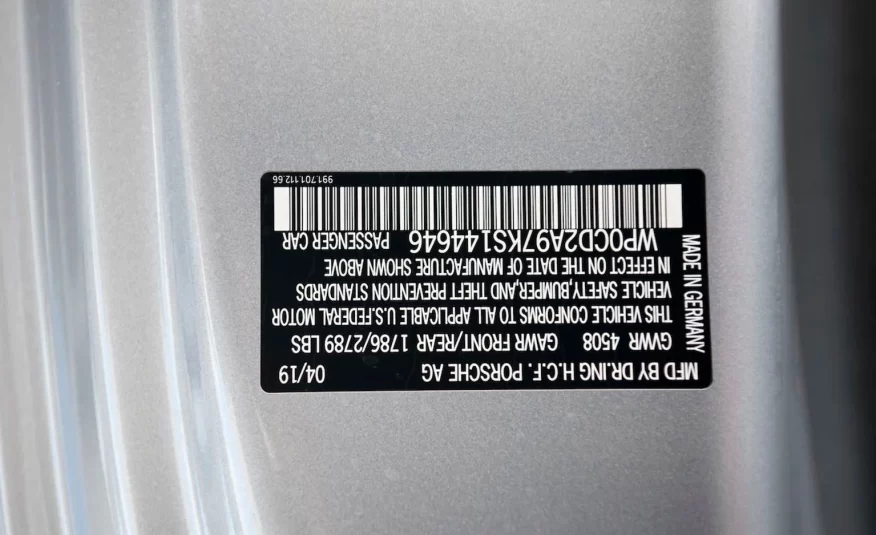 MFD BY DR.ING H.C.F. PORSCHE AG 04/19
GWR 4508 GAWR FRONT/REAR 1786/2789 LBS
THIS VEHICLE CONFORMS TO ALL APPLICABLE U.S.FEDERAL MOTOR
VEHICLE SAFETY,BUMPER,AND THEFT PREVENTION STANDARDS
IN EFFECT ON THE DATE OF MANUFACTURE SHOWN ABOVE
WP0CD2A97KS144646 PASSENGER CAR
991.701.112.66
MADE IN GERMANY